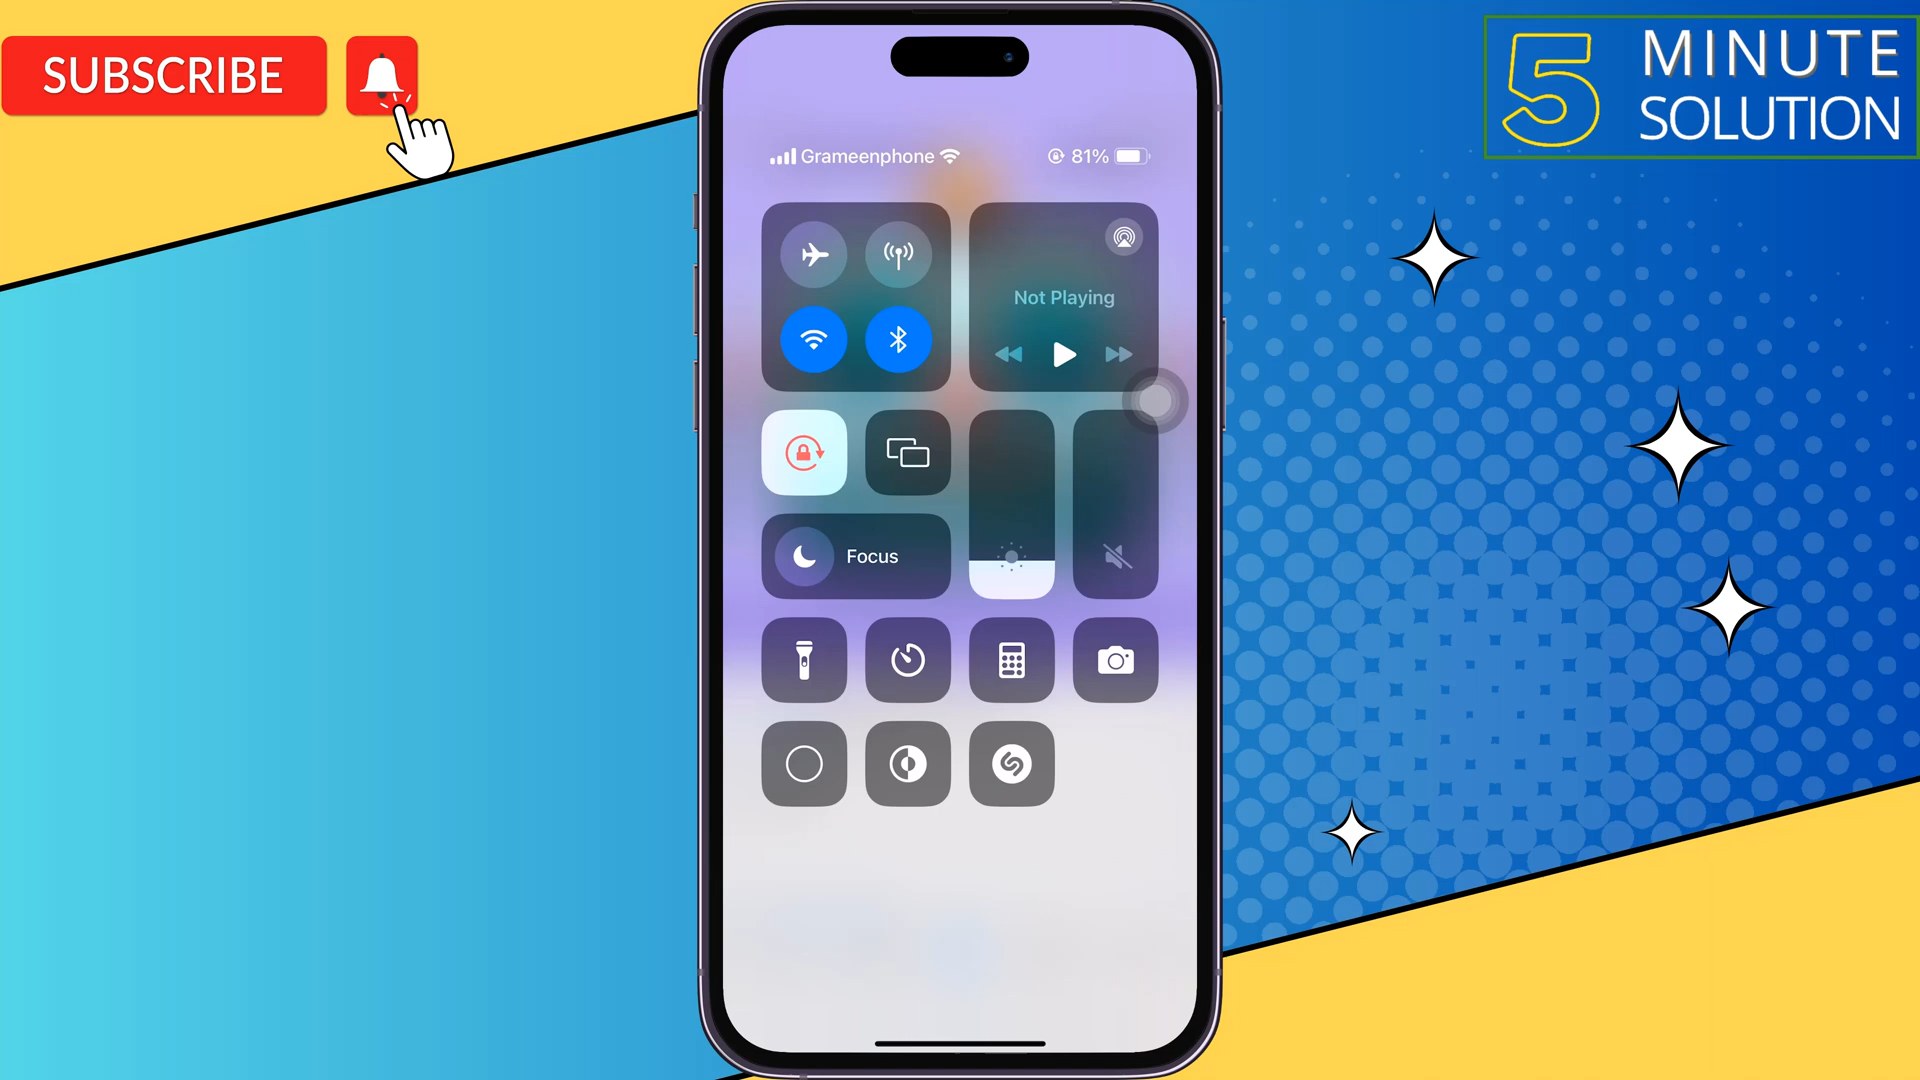 SUBSCRIBE
5 MINUTE
SOLUTION
Grameenphone 81%
Not Playing
Focus